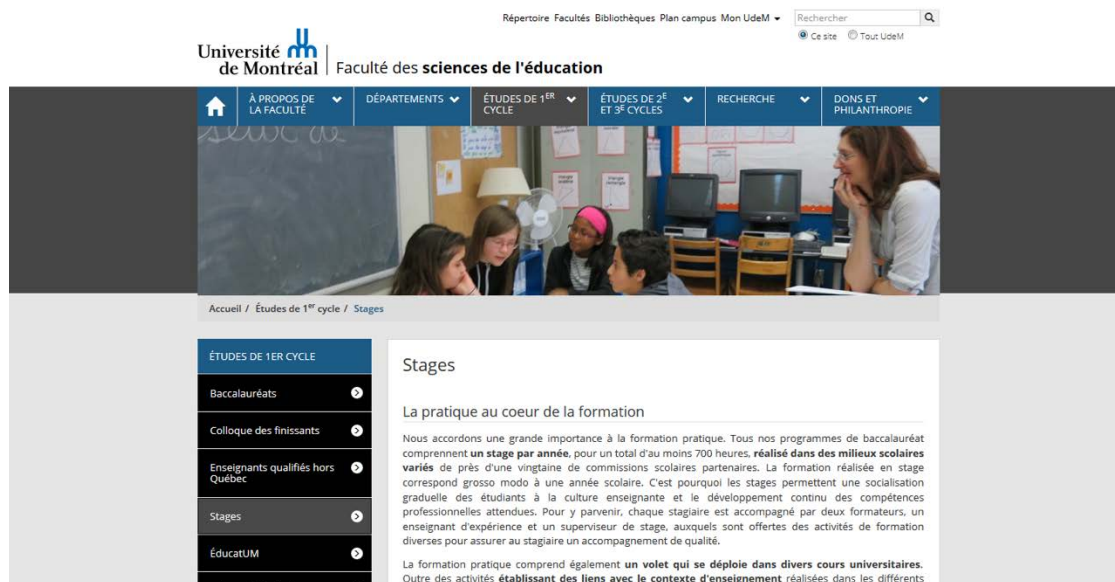 Répertoire Facultés Bibliothèques Plan campus Mon UdeM
Rechercher
Ce site Tout UdeM
Université
de Montréal
Faculté des sciences de l'éducation
À PROPOS DE
LA FACULTÉ
DÉPARTEMENTS
ÉTUDES DE 1ER
CYCLE
ÉTUDES DE 2E
ET 3E CYCLES
RECHERCHE
DONS ET
PHILANTHROPIE
Accueil / Études de 1er cycle / Stages
ÉTUDES DE 1ER CYCLE
Baccalauréats
Colloque des finissants
Enseignants qualifiés hors
Québec
Stages
ÉducatUM
Stages
La pratique au coeur de la formation
Nous accordons une grande importance à la formation pratique. Tous nos programmes de baccalauréat
comprennent un stage par année, pour un total d'au moins 700 heures, réalisé dans des milieux scolaires
variés de près d'une vingtaine de commissions scolaires partenaires. La formation réalisée en stage
correspond grosso modo à une année scolaire. C'est pourquoi les stages permettent une socialisation
graduelle des étudiants à la culture enseignante et le développement continu des compétences
professionnelles attendues. Pour y parvenir, chaque stagiaire est accompagné par deux formateurs, un
enseignant d'expérience et un superviseur de stage, auxquels sont offertes des activités de formation
diverses pour assurer au stagiaire un accompagnement de qualité.
La formation pratique comprend également un volet qui se déploie dans divers cours universitaires.
Outre des activités établissant des liens avec le contexte d'enseignement réalisées dans les différents